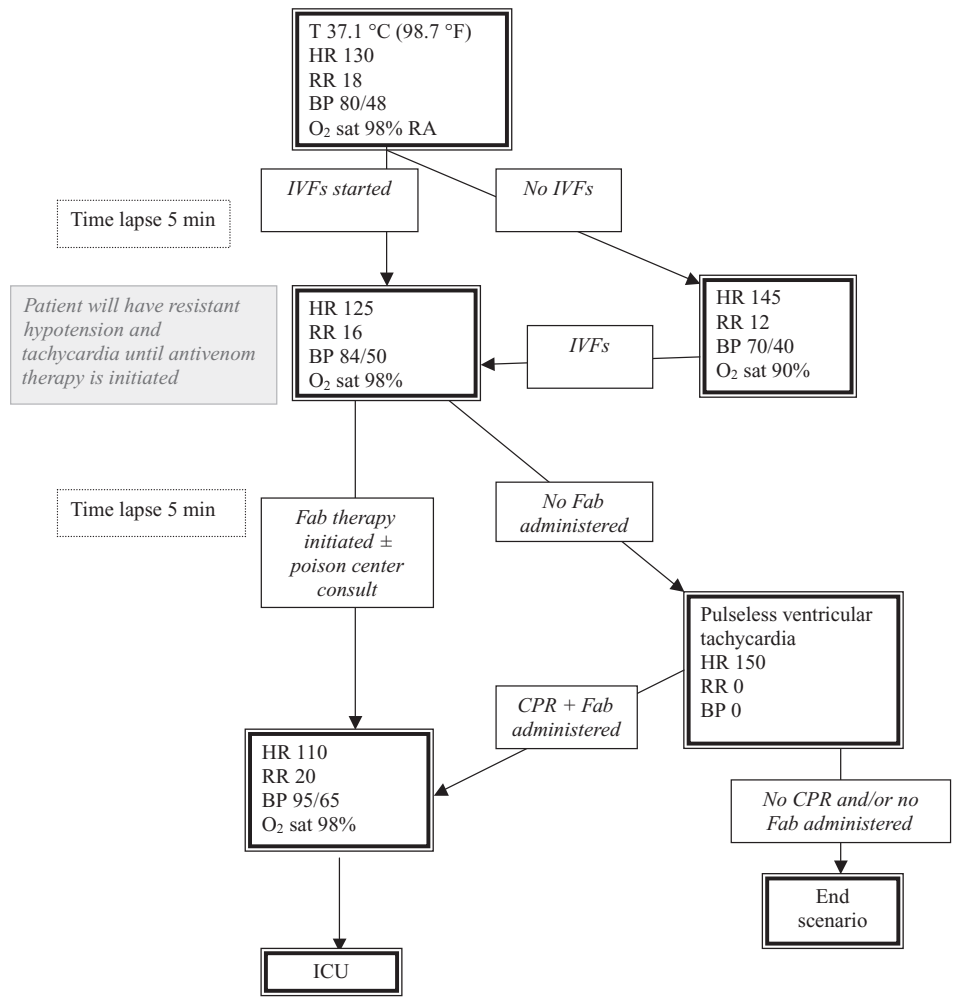 T 37.1 °C (98.7 °F)
HR 130
RR 18
BP 80/48
O₂ sat 98% RA
IVFs started
No IVFs
Time lapse 5 min
Patient will have resistant
hypotension and
tachycardia until antivenom
therapy is initiated
HR 125
RR 16
BP 84/50
O₂ sat 98%
IVFs
HR 145
RR 12
BP 70/40
O₂ sat 90%
Time lapse 5 min
Fab therapy
initiated ±
poison center
consult
No Fab
administered
Pulseless ventricular
tachycardia
HR 150
RR 0
BP 0
CPR + Fab
administered
HR 110
RR 20
BP 95/65
O₂ sat 98%
No CPR and/or no
Fab administered
End
scenario
ICU